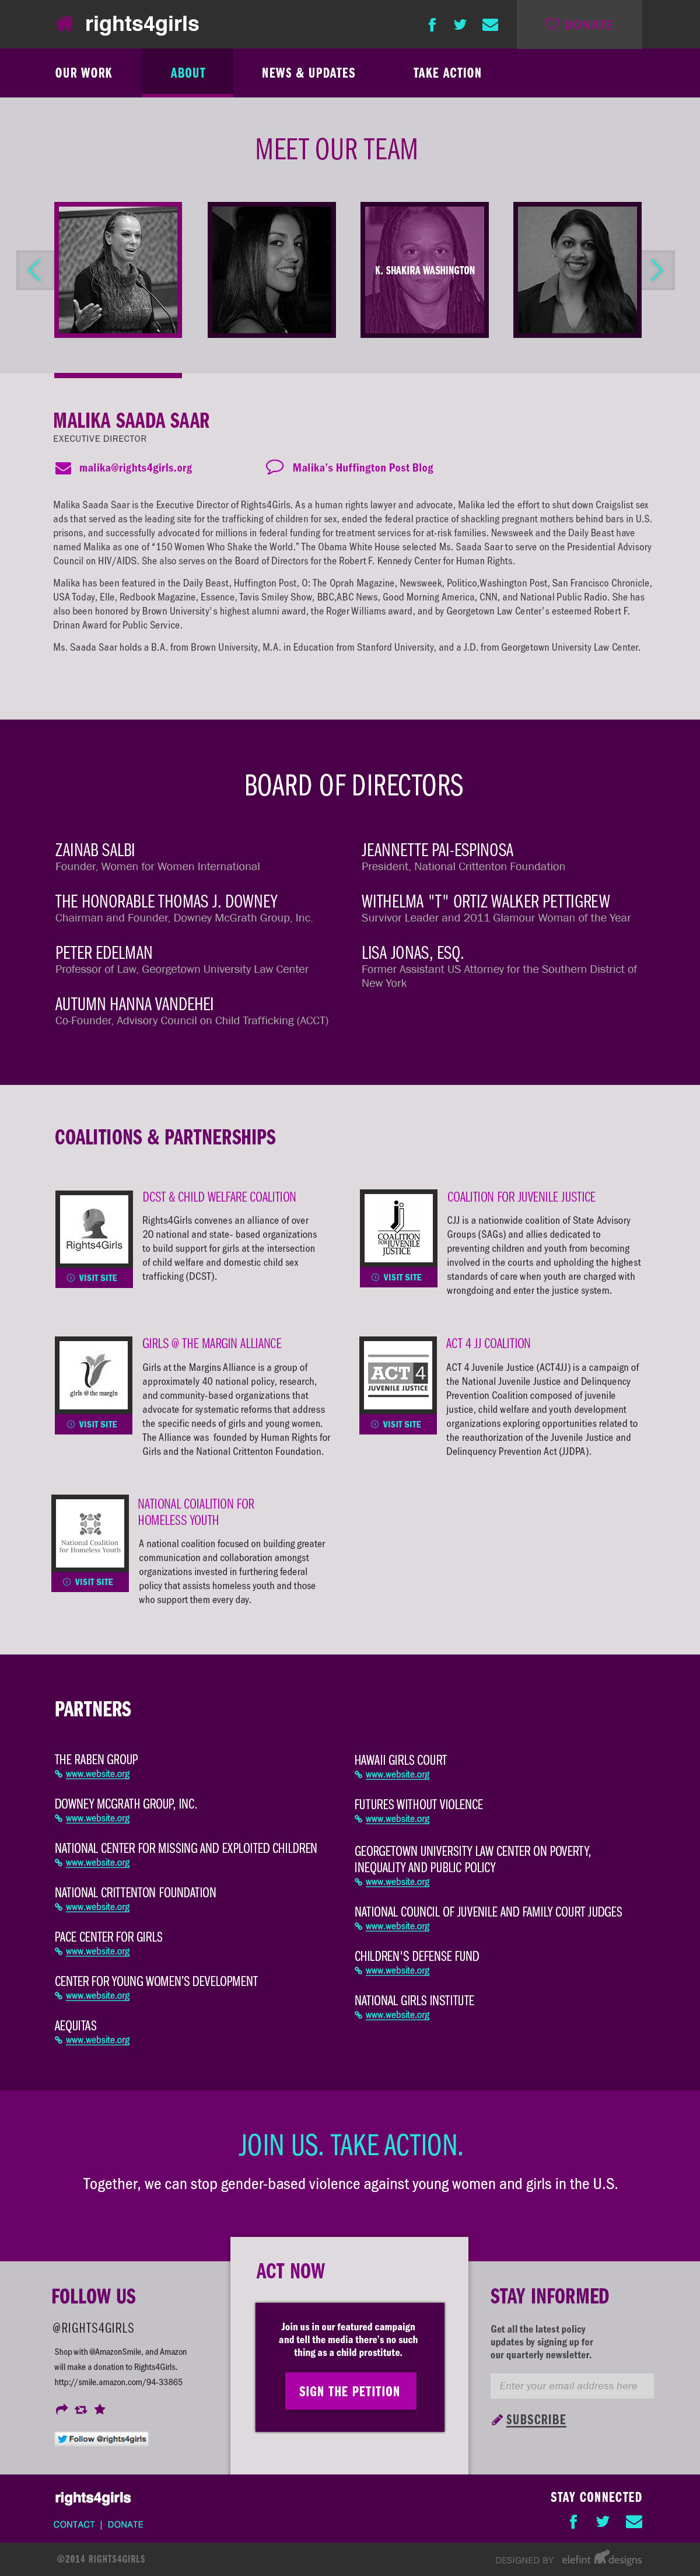 rights4girls
DONATE
OUR WORK
ABOUT
NEWS & UPDATES
TAKE ACTION
MEET OUR TEAM
K. SHAKIRA WASHINGTON
MALIKA SAADA SAAR
EXECUTIVE DIRECTOR
malika@rights4girls.org
Malika's Huffington Post Blog
Malika Saada Saar is the Executive Director of Rights4Girls. As a human rights lawyer and advocate, Malika led the effort to shut down Craigslist sex
ads that served as the leading site for the trafficking of children for sex, ended the federal practice of shackling pregnant mothers behind bars in U.S.
prisons, and successfully advocated for millions in federal funding for treatment services for at-risk families. Newsweek and the Daily Beast have
named Malika as one of “150 Women Who Shake the World.” The Obama White House selected Ms. Saada Saar to serve on the Presidential Advisory
Council on HIV/AIDS. She also serves on the Board of Directors for the Robert F. Kennedy Center for Human Rights.
Malika has been featured in the Daily Beast, Huffington Post, O: The Oprah Magazine, Newsweek, Politico,Washington Post, San Francisco Chronicle,
USA Today, Elle, Redbook Magazine, Essence, Tavis Smiley Show, BBC,ABC News, Good Morning America, CNN, and National Public Radio. She has
also been honored by Brown University's highest alumni award, the Roger Williams award, and by Georgetown Law Center's esteemed Robert F.
Drinan Award for Public Service.
Ms. Saada Saar holds a B.A. from Brown University, M.A. in Education from Stanford University, and a J.D. from Georgetown University Law Center.
BOARD OF DIRECTORS
ZAINAB SALBI
Founder, Women for Women International
THE HONORABLE THOMAS J. DOWNEY
Chairman and Founder, Downey McGrath Group, Inc.
PETER EDELMAN
Professor of Law, Georgetown University Law Center
AUTUMN HANNA VANDEHEI
Co-Founder, Advisory Council on Child Trafficking (ACCT)
JEANNETTE PAI-ESPINOSA
President, National Crittenton Foundation
WITHELMA "T" ORTIZ WALKER PETTIGREW
Survivor Leader and 2011 Glamour Woman of the Year
LISA JONAS, ESQ.
Former Assistant US Attorney for the Southern District of
New York
COALITIONS & PARTNERSHIPS
Rights4Girls
VISIT SITE
DCST & CHILD WELFARE COALITION
Rights4Girls convenes an alliance of over
20 national and state- based organizations
to build support for girls at the intersection
of child welfare and domestic child sex
trafficking (DCST).
COALITION
FOR JUVENILE
JUSTICE
VISIT SITE
COALITION FOR JUVENILE JUSTICE
CJJ is a nationwide coalition of State Advisory
Groups (SAGs) and allies dedicated to
preventing children and youth from becoming
involved in the courts and upholding the highest
standards of care when youth are charged with
wrongdoing and enter the justice system.
girls @ the margin
VISIT SITE
GIRLS @ THE MARGIN ALLIANCE
Girls at the Margins Alliance is a group of
approximately 40 national policy, research,
and community-based organizations that
advocate for systematic reforms that address
the specific needs of girls and young women.
The Alliance was founded by Human Rights for
Girls and the National Crittenton Foundation.
ACT 4
JUVENILE JUSTICE
VISIT SITE
ACT 4 JJ COALITION
ACT 4 Juvenile Justice (ACT4JJ) is a campaign of
the National Juvenile Justice and Delinquency
Prevention Coalition composed of juvenile
justice, child welfare and youth development
organizations exploring opportunities related to
the reauthorization of the Juvenile Justice and
Delinquency Prevention Act (JJDPA).
National Coalition
for Homeless Youth
VISIT SITE
NATIONAL COIALITION FOR
HOMELESS YOUTH
A national coalition focused on building greater
communication and collaboration amongst
organizations invested in furthering federal
policy that assists homeless youth and those
who support them every day.
PARTNERS
THE RABEN GROUP
www.website.org
DOWNEY MCGRATH GROUP, INC.
www.website.org
NATIONAL CENTER FOR MISSING AND EXPLOITED CHILDREN
www.website.org
NATIONAL CRITTENTON FOUNDATION
www.website.org
PACE CENTER FOR GIRLS
www.website.org
CENTER FOR YOUNG WOMEN'S DEVELOPMENT
www.website.org
AEQUITAS
www.website.org
HAWAII GIRLS COURT
www.website.org
FUTURES WITHOUT VIOLENCE
www.website.org
GEORGETOWN UNIVERSITY LAW CENTER ON POVERTY,
INEQUALITY AND PUBLIC POLICY
www.website.org
NATIONAL COUNCIL OF JUVENILE AND FAMILY COURT JUDGES
www.website.org
CHILDREN'S DEFENSE FUND
www.website.org
NATIONAL GIRLS INSTITUTE
www.website.org
JOIN US. TAKE ACTION.
Together, we can stop gender-based violence against young women and girls in the U.S.
FOLLOW US
@RIGHTS4GIRLS
Shop with @AmazonSmile, and Amazon
will make a donation to Rights4Girls.
http://smile.amazon.com/94-33865
Follow @rights4girls
ACT NOW
Join us in our featured campaign
and tell the media there's no such
thing as a child prostitute.
SIGN THE PETITION
STAY INFORMED
Get all the latest policy
updates by signing up for
our quarterly newsletter.
Enter your email address here
SUBSCRIBE
rights4girls
CONTACT | DONATE
STAY CONNECTED
©2014 RIGHTS4GIRLS
DESIGNED BY elefint designs